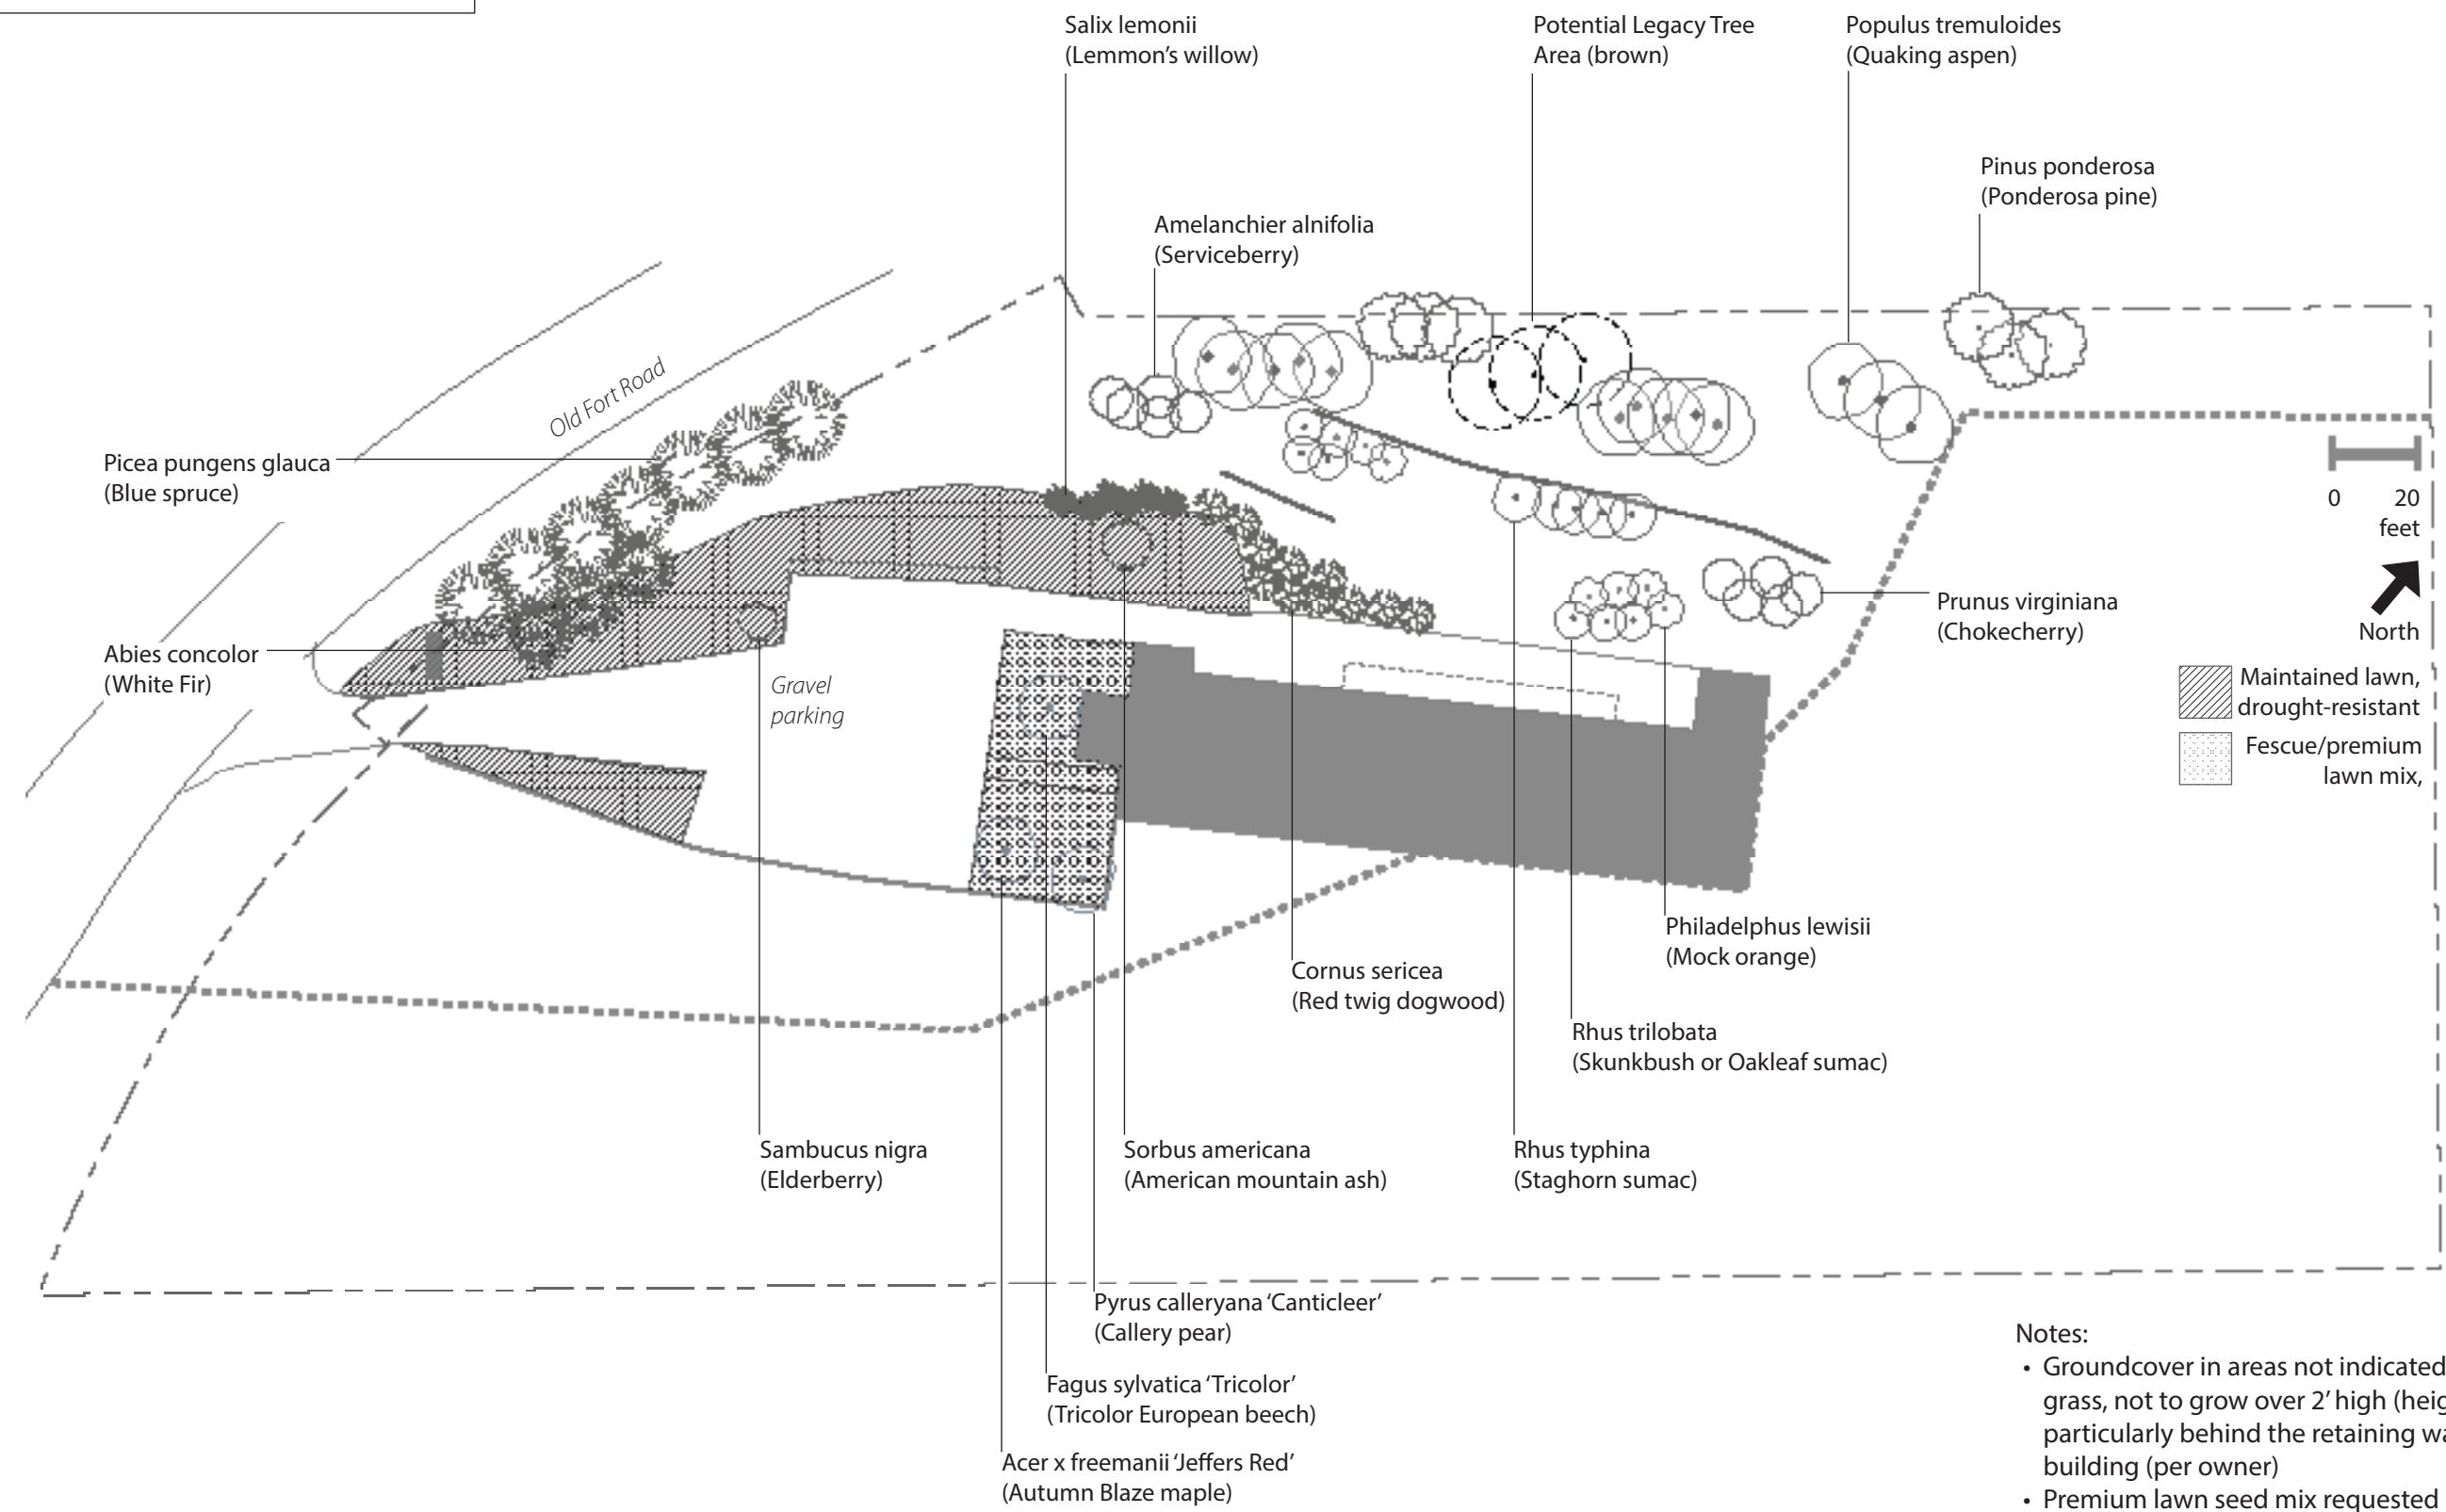 Salix lemonii
(Lemmon's willow)
Potential Legacy Tree
Area (brown)
Populus tremuloides
(Quaking aspen)
Pinus ponderosa
(Ponderosa pine)
Amelanchier alnifolia
(Serviceberry)
Old Fort Road
Picea pungens glauca
(Blue spruce)
0 20
feet
North
Abies concolor
(White Fir)
Prunus virginiana
(Chokecherry)
Maintained lawn,
drought-resistant
Fescue/premium
lawn mix,
Gravel
parking
Philadelphus lewisii
(Mock orange)
Cornus sericea
(Red twig dogwood)
Rhus trilobata
(Skunkbush or Oakleaf sumac)
Sambucus nigra
(Elderberry)
Sorbus americana
(American mountain ash)
Rhus typhina
(Staghorn sumac)
Pyrus calleryana 'Canticleer'
(Callery pear)
Fagus sylvatica 'Tricolor'
(Tricolor European beech)
Acer x freemanii 'Jeffers Red'
(Autumn Blaze maple)
Notes:
• Groundcover in areas not indicated
grass, not to grow over 2' high
particularly behind the retaining
building (per owner)
• Premium lawn seed mix requested